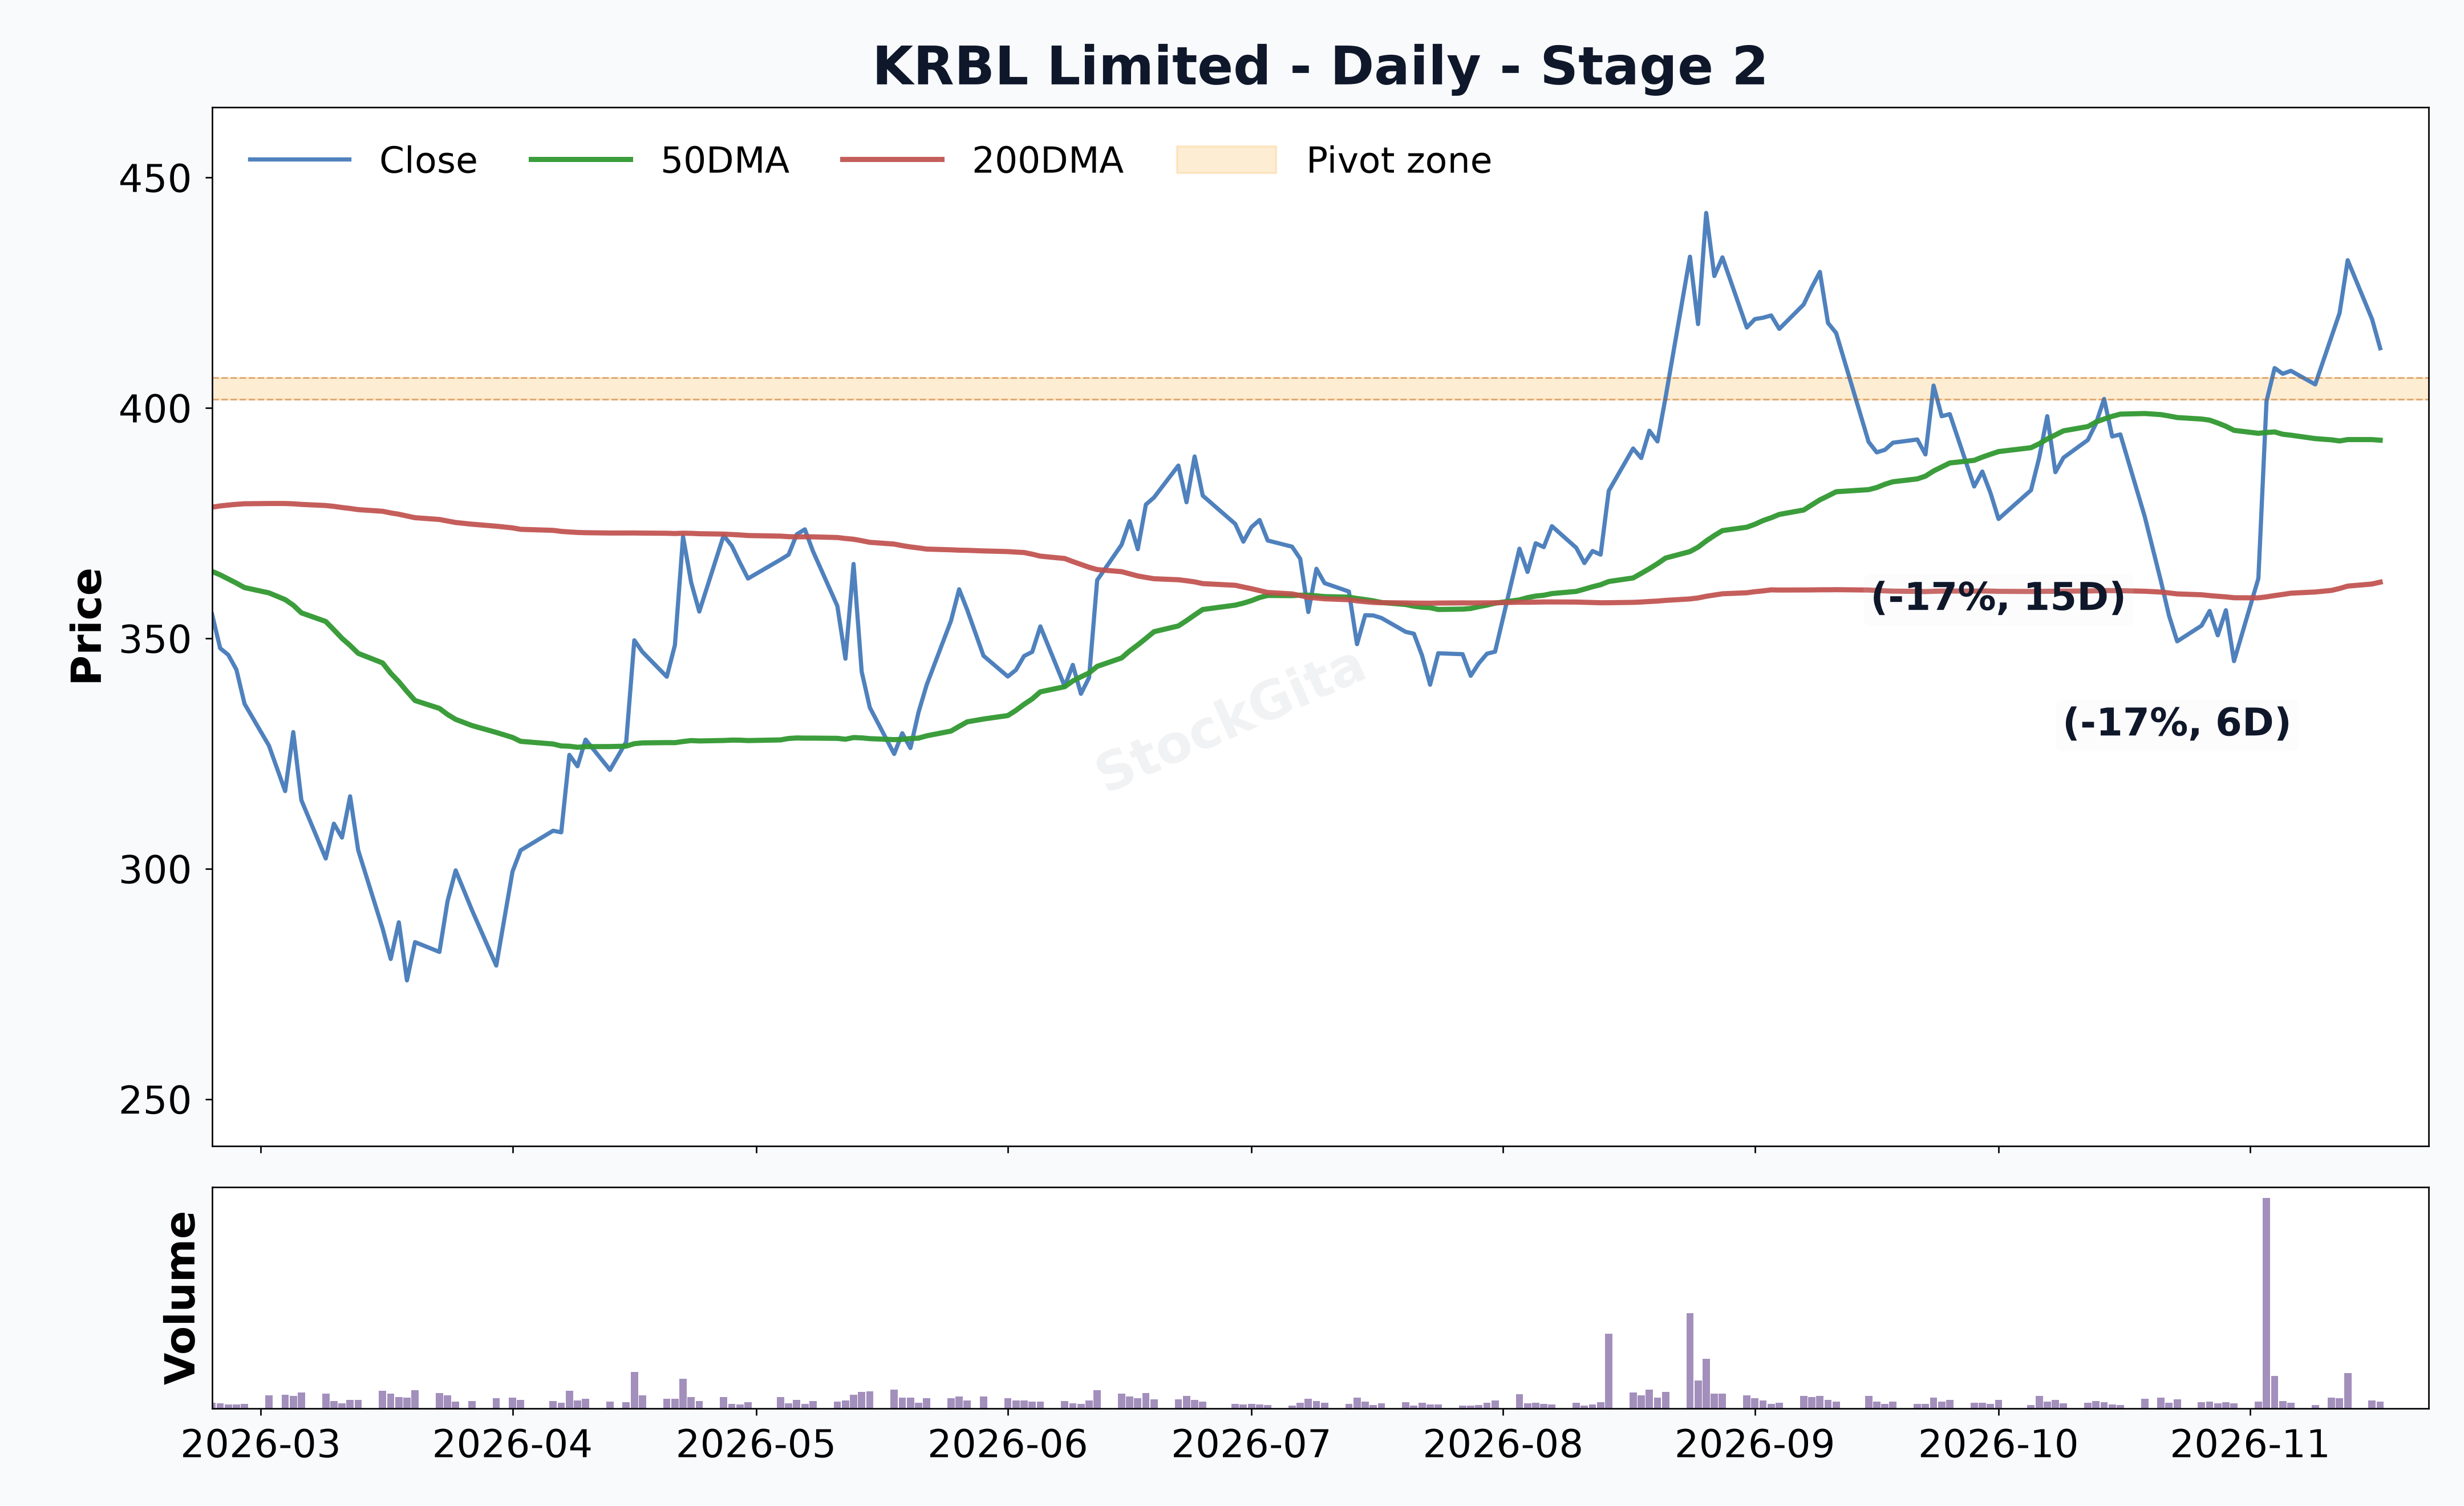 KRBL Limited - Daily - Stage 2
Close 50DMA 200DMA Pivot zone
Price
450
400
350
300
250
(-17%, 15D)
(-17%, 6D)
StockGita
Volume
2026-03 2026-04 2026-05 2026-06 2026-07 2026-08 2026-09 2026-10 2026-11